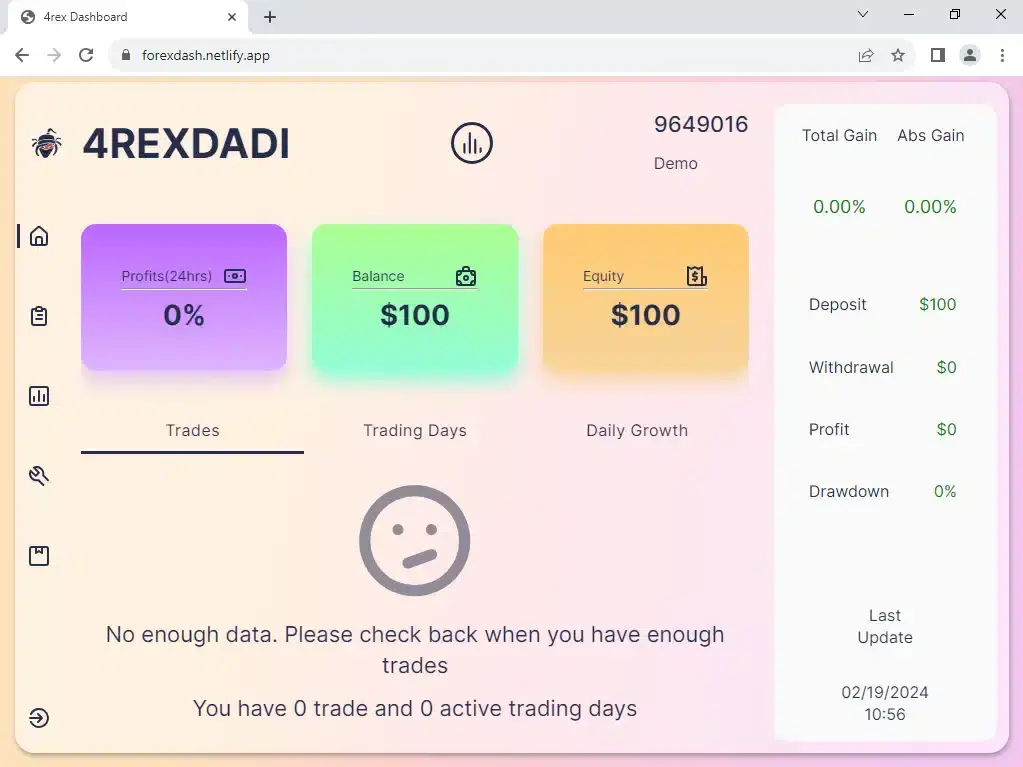 4rex Dashboard
forexdash.netlify.app
4REXDADI
9649016
Demo
Profits(24hrs)
0%
Balance
$100
Equity
$100
Trades
Trading Days
Daily Growth
No enough data. Please check back when you have enough
trades
You have 0 trade and 0 active trading days
Total Gain Abs Gain
0.00% 0.00%
Deposit $100
Withdrawal $0
Profit $0
Drawdown 0%
Last
Update
02/19/2024
10:56